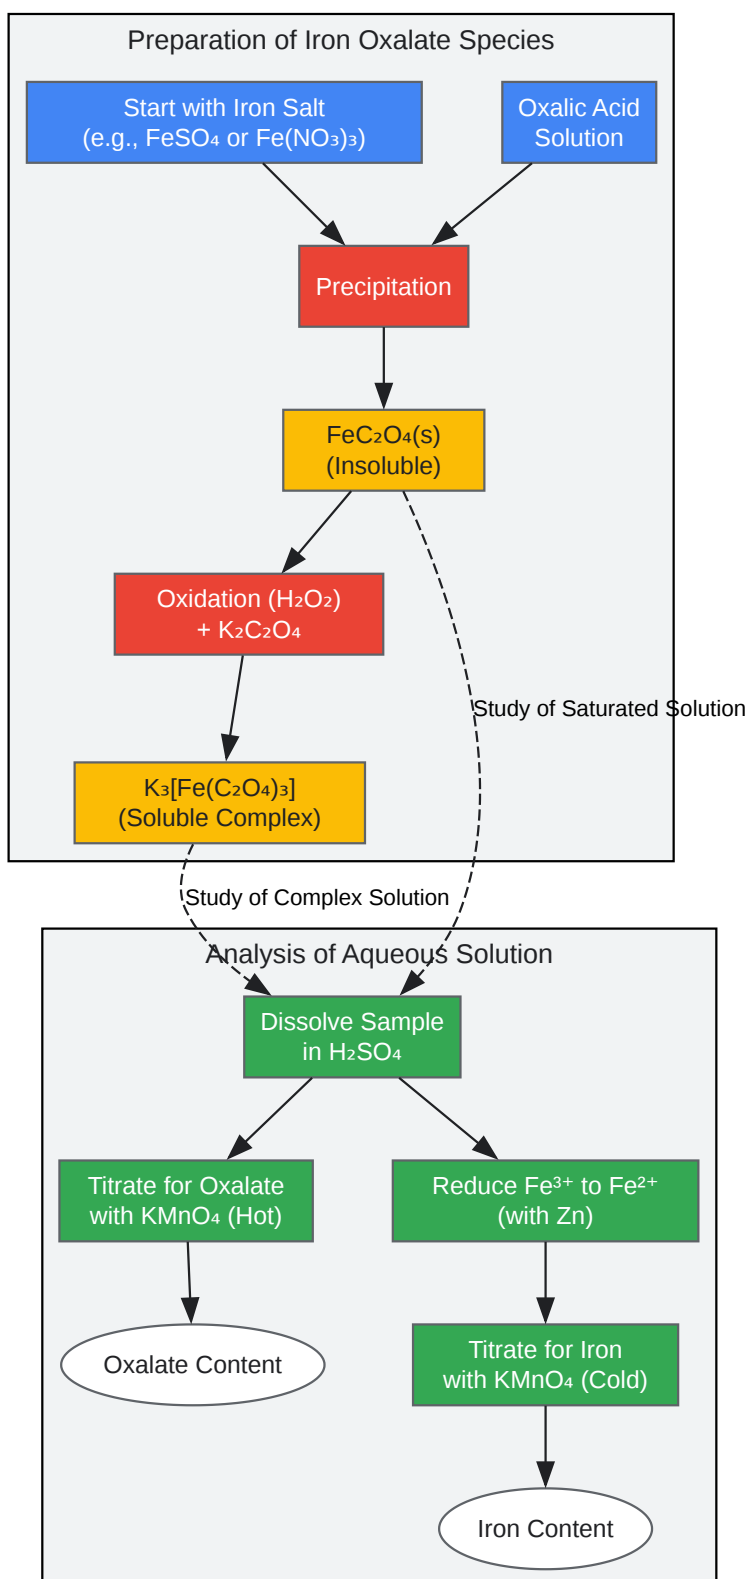 Preparation of Iron Oxalate Species
Start with Iron Salt
(e.g., FeSO₄ or Fe(NO₃)₃)
Oxalic Acid
Solution
Precipitation
FeC₂O₄(s)
(Insoluble)
Oxidation (H₂O₂)
+ K₂C₂O₄
Study of Saturated Solution
K₃[Fe(C₂O₄)₃]
(Soluble Complex)
Study of Complex Solution
Analysis of Aqueous Solution
Dissolve Sample
in H₂SO₄
Titrate for Oxalate
with KMnO₄ (Hot)
Reduce Fe³⁺ to Fe²⁺
(with Zn)
Oxalate Content
Titrate for Iron
with KMnO₄ (Cold)
Iron Content